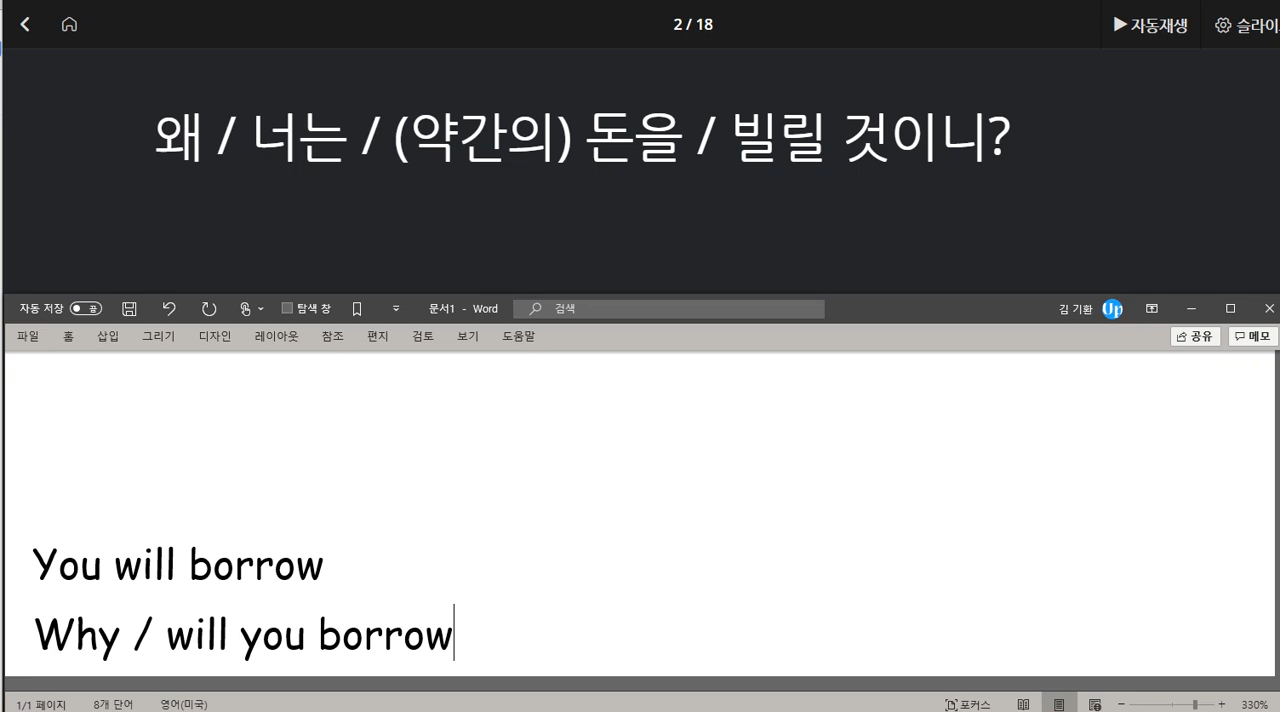 2 / 18
▶ 자동재생
슬라이
왜 / 너는 / (약간의) 돈을 / 빌릴 것이니?
자동 저장 끔
탐색 창
문서1 - Word
검색
김 기환
Up
파일 홈 삽입 그리기 디자인 레이아웃 참조 편지 검토 보기 도움말
공유
메모
You will borrow
Why / will you borrow
1/1 페이지 8개 단어 영어(미국)
포커스
- + 330%